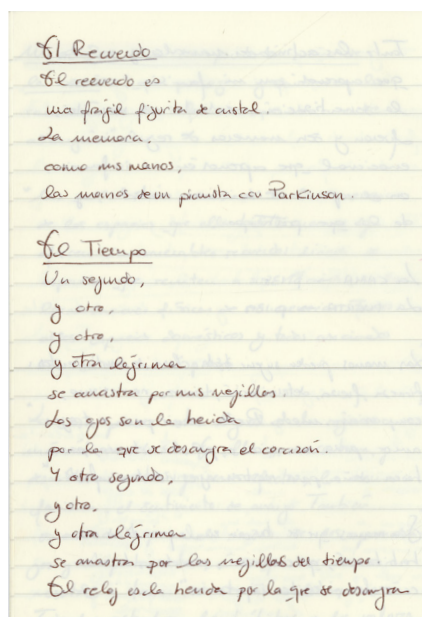 El Recuerdo
El recuerdo es
una frágil figurita de cristal.
La memoria,
como mis manos,
las manos de un pianista con Parkinson.
El Tiempo
Un segundo,
y otro,
y otro,
y otra lágrima
se arrastra por mis mejillas.
Los ojos son la herida
por la que se desangra el corazón.
Y otro segundo,
y otro,
y otra lágrima
se arrastra por las mejillas del tiempo.
El reloj es la herida por la que se desangra